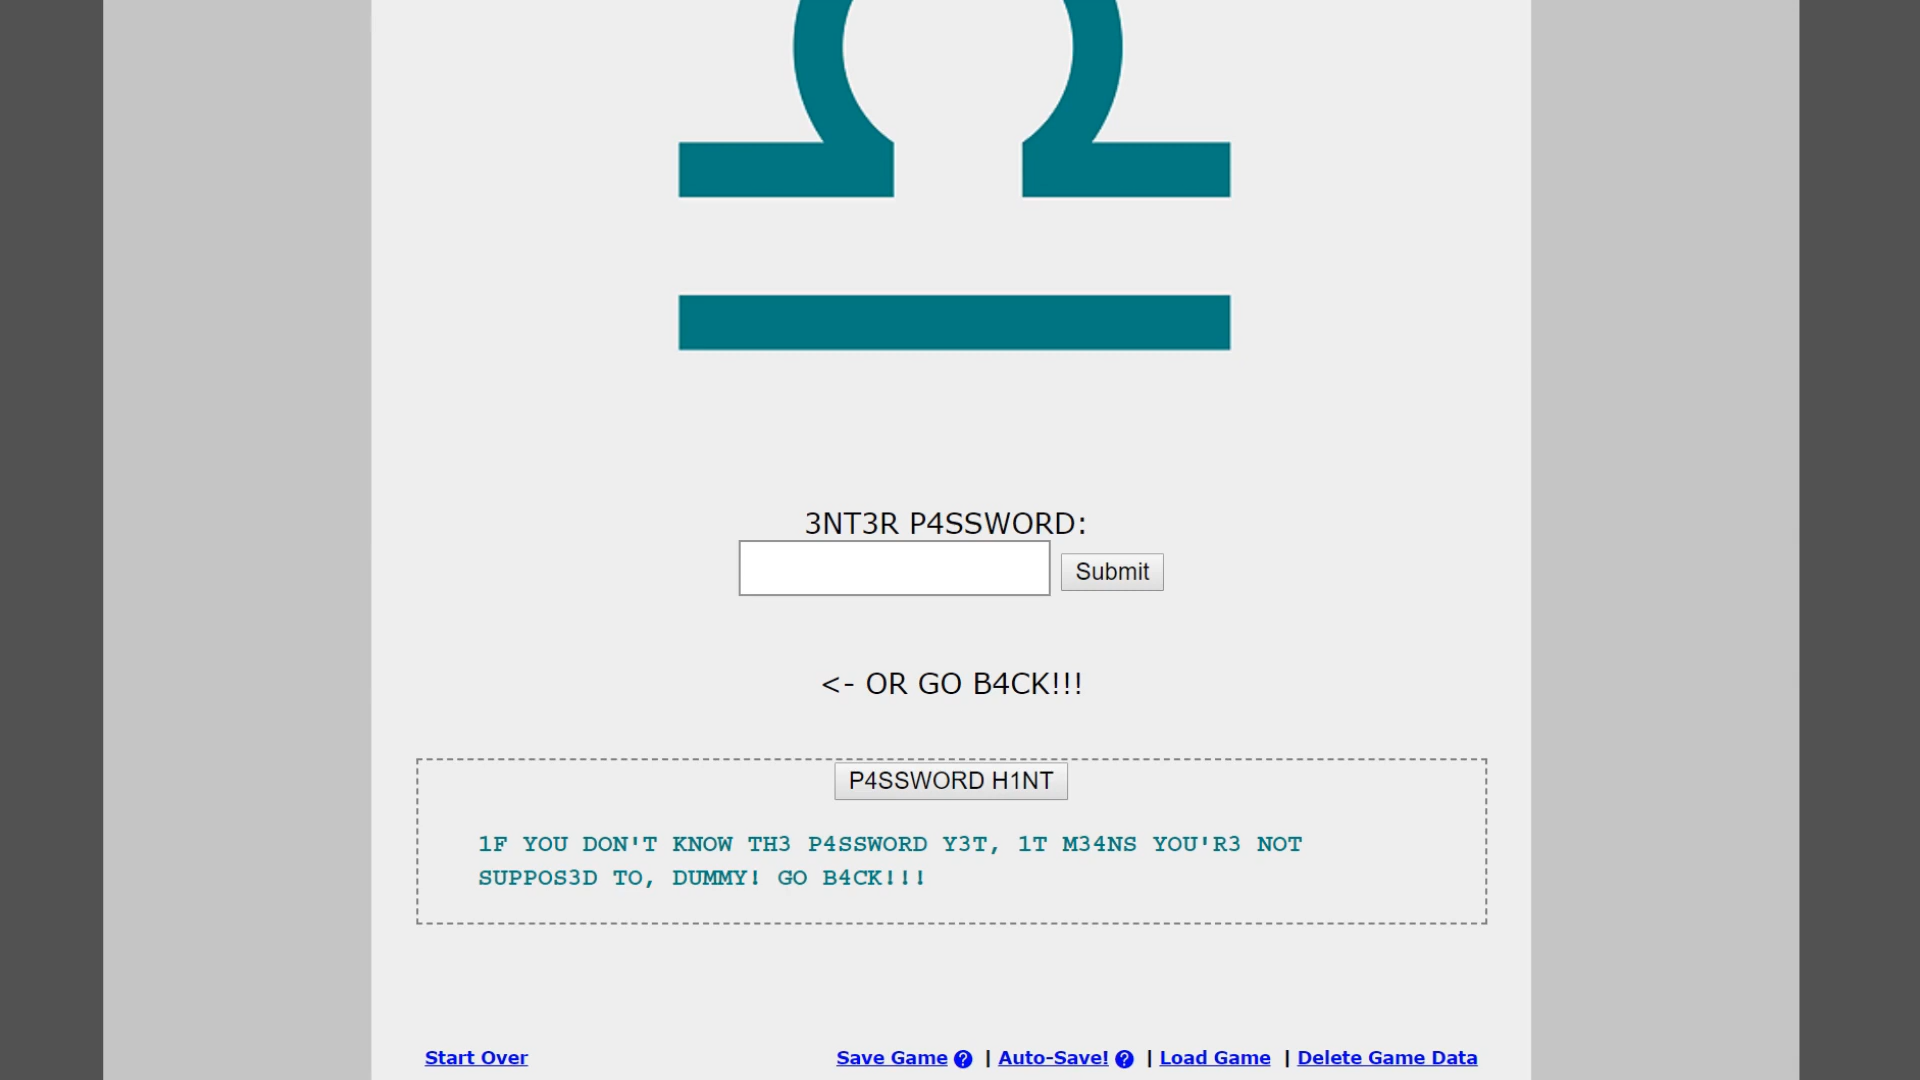 3NT3R P4SSWORD:
Submit
<- OR GO B4CK!!!
P4SSWORD H1NT
1F YOU DON'T KNOW TH3 P4SSWORD Y3T, 1T M34NS YOU'R3 NOT
SUPPOS3D TO, DUMMY! GO B4CK!!!
Start Over Save Game ? | Auto-Save! ? | Load Game | Delete Game Data